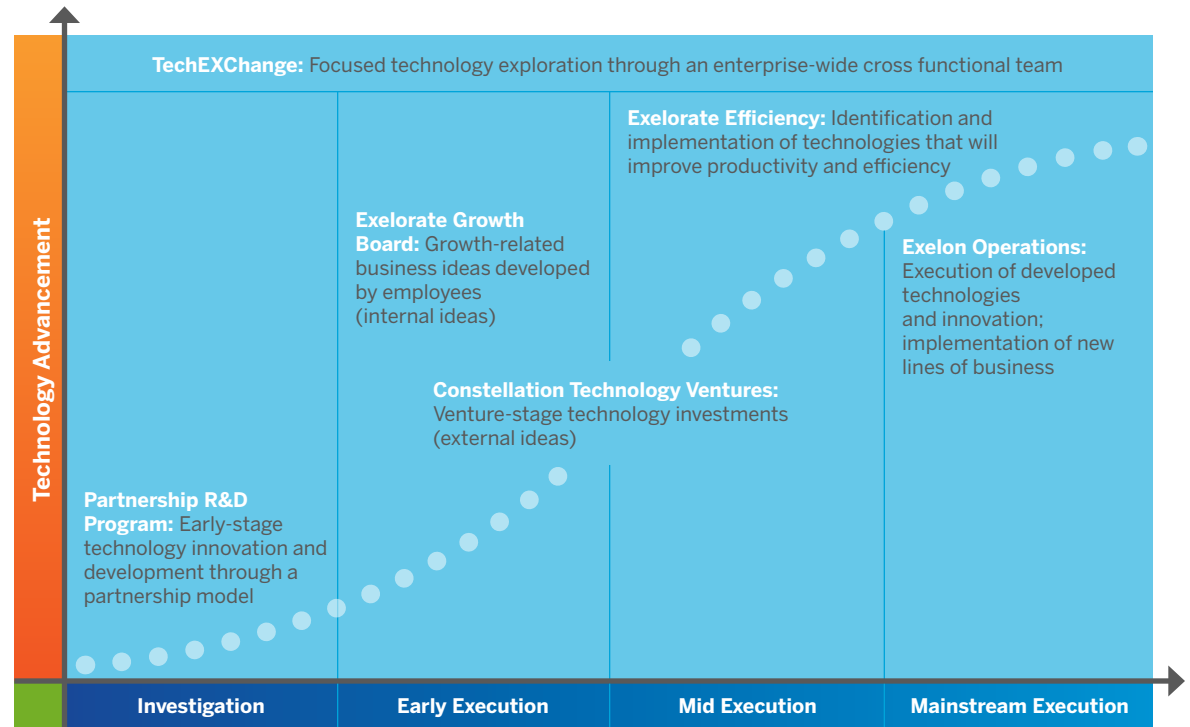 TechEXChange: Focused technology exploration through an enterprise-wide cross functional team
Exelorate Efficiency: Identification and
implementation of technologies that will
improve productivity and efficiency
Exelorate Growth
Board: Growth-related
business ideas developed
by employees
(internal ideas)
Exelon Operations:
Execution of developed
technologies
and innovation;
implementation of new
lines of business
Constellation Technology Ventures:
Venture-stage technology investments
(external ideas)
Partnership R&D
Program: Early-stage
technology innovation and
development through a
partnership model
Technology Advancement
Investigation
Early Execution
Mid Execution
Mainstream Execution